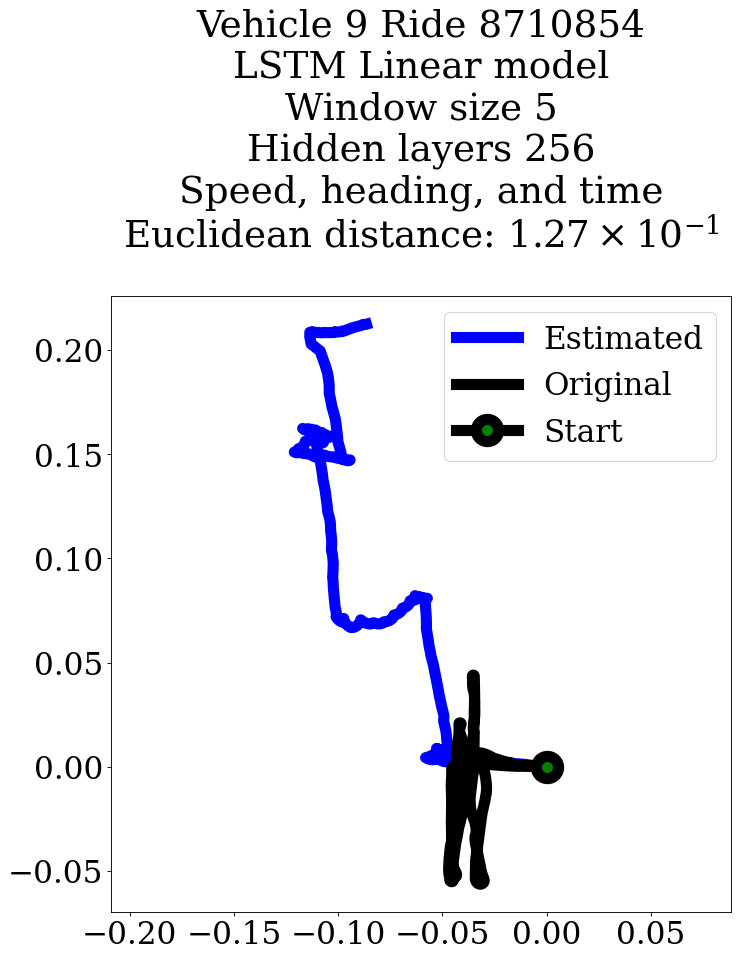 Vehicle 9 Ride 8710854
LSTM Linear model
Window size 5
Hidden layers 256
Speed, heading, and time
Euclidean distance: 1.27 × 10⁻¹
Estimated
Original
Start
0.20
0.15
0.10
0.05
0.00
−0.05
−0.20 −0.15 −0.10 −0.05 0.00 0.05